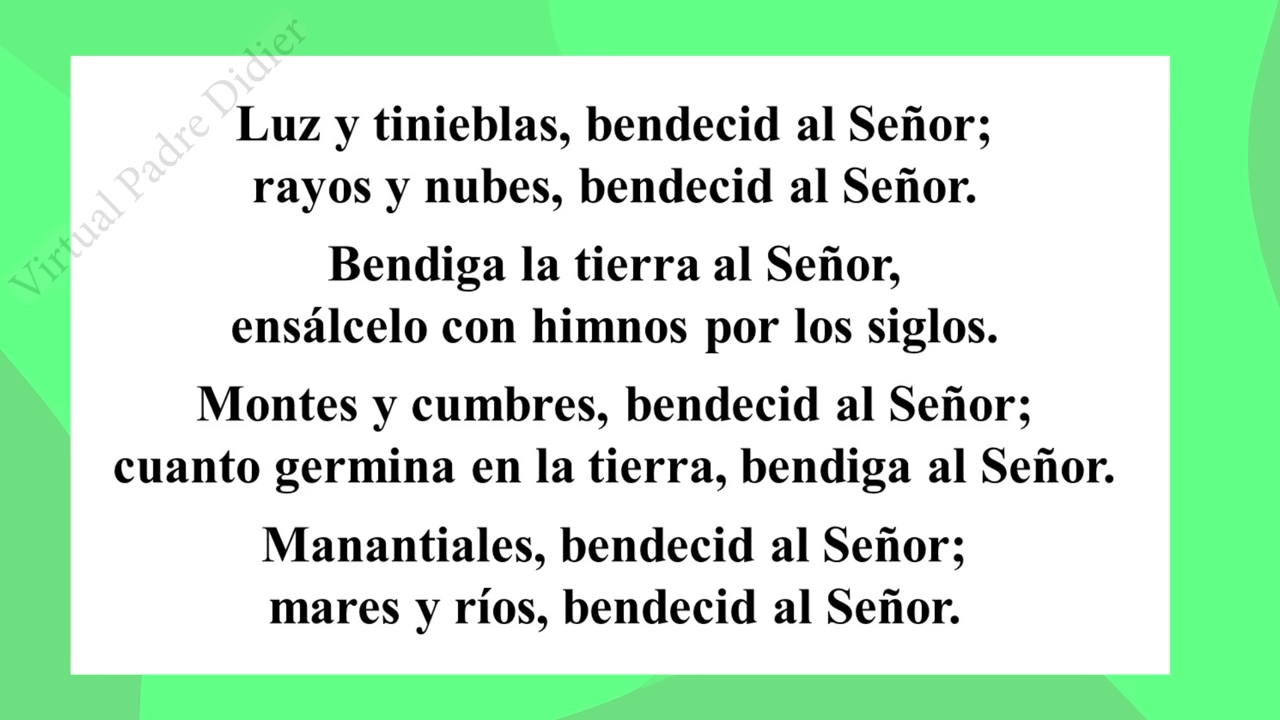 Virtual Padre Didier
Luz y tinieblas, bendecid al Señor;
rayos y nubes, bendecid al Señor.
Bendiga la tierra al Señor,
ensálcelo con himnos por los siglos.
Montes y cumbres, bendecid al Señor;
cuanto germina en la tierra, bendiga al Señor.
Manantiales, bendecid al Señor;
mares y ríos, bendecid al Señor.